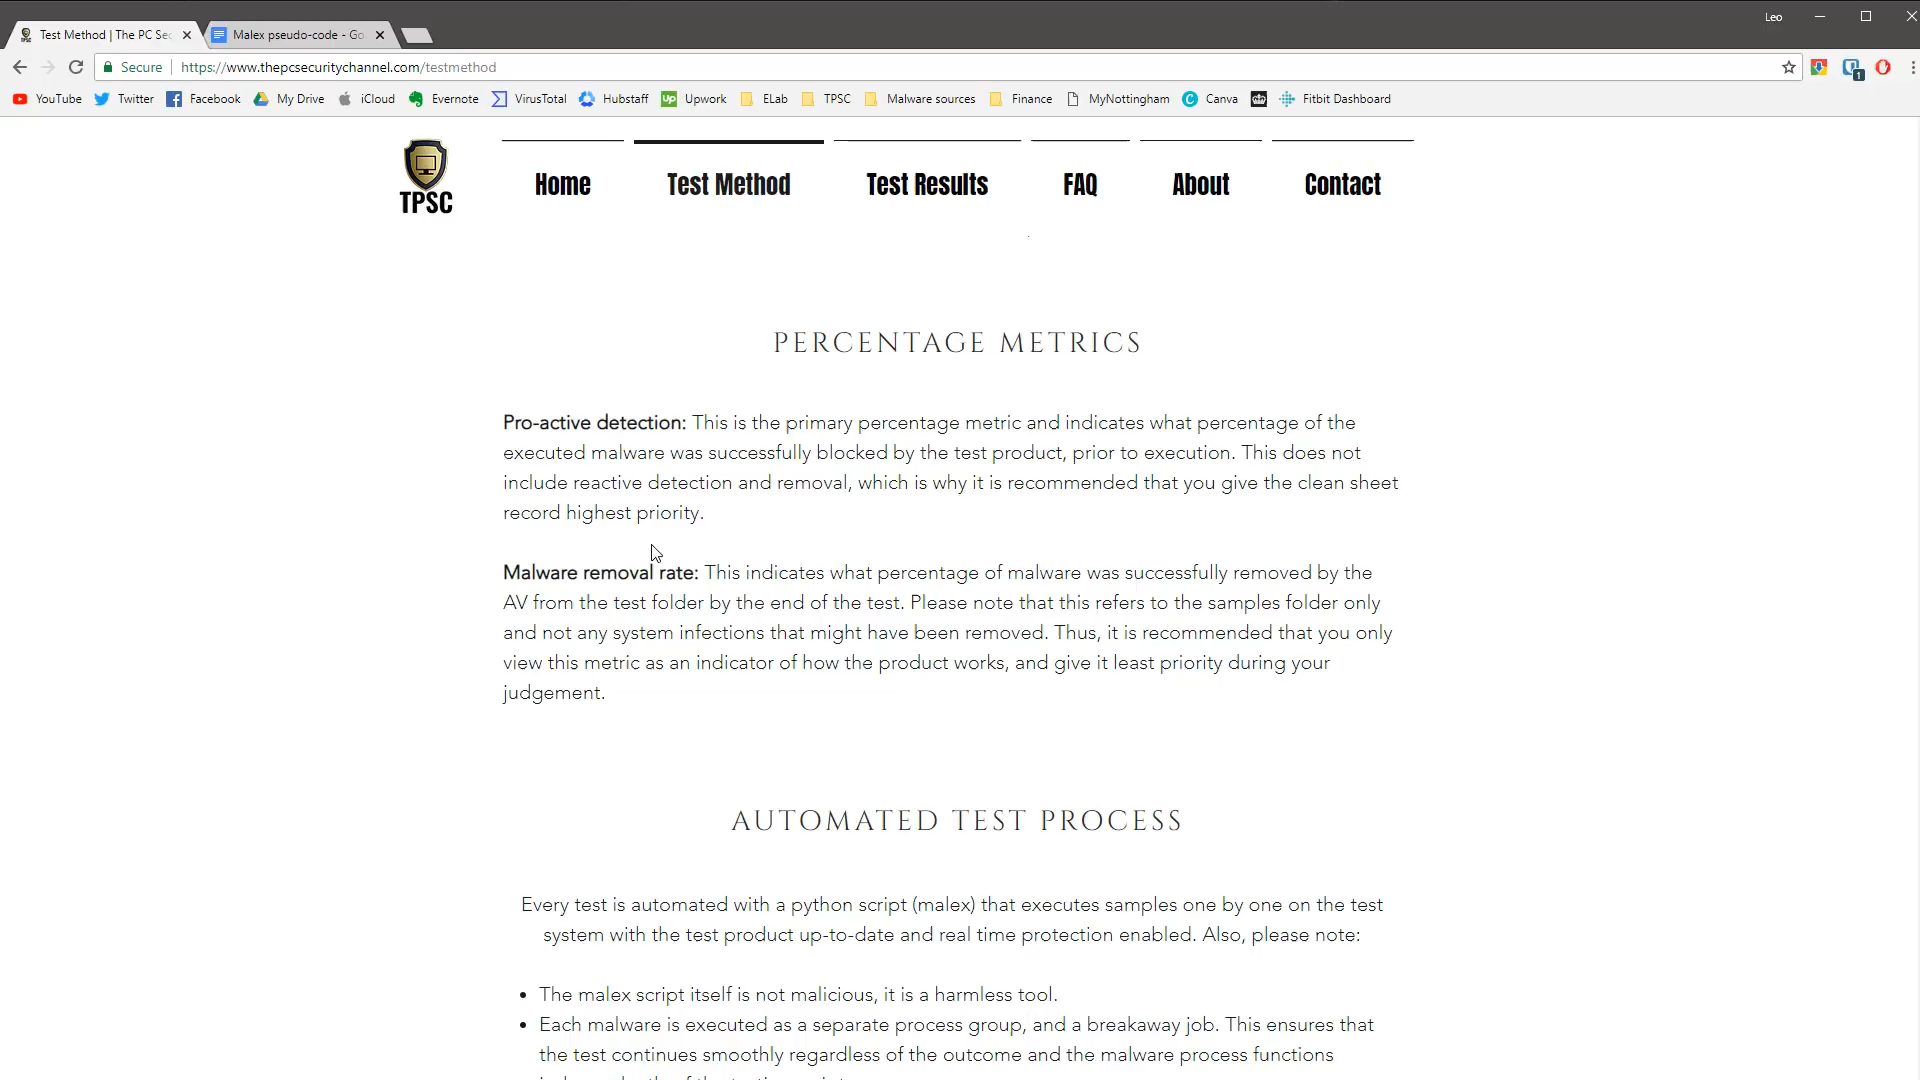 Leo
Test Method | The PC Sec
Malex pseudo-code - Go
Secure https://www.thepcsecuritychannel.com/testmethod
1
YouTube Twitter Facebook My Drive iCloud Evernote VirusTotal Hubstaff Up Upwork ELab TPSC Malware sources Finance MyNottingham C Canva Fitbit Dashboard
TPSC
Home Test Method Test Results FAQ About Contact
PERCENTAGE METRICS
Pro-active detection: This is the primary percentage metric and indicates what percentage of the
executed malware was successfully blocked by the test product, prior to execution. This does not
include reactive detection and removal, which is why it is recommended that you give the clean sheet
record highest priority.
Malware removal rate: This indicates what percentage of malware was successfully removed by the
AV from the test folder by the end of the test. Please note that this refers to the samples folder only
and not any system infections that might have been removed. Thus, it is recommended that you only
view this metric as an indicator of how the product works, and give it least priority during your
judgement.
AUTOMATED TEST PROCESS
Every test is automated with a python script (malex) that executes samples one by one on the test
system with the test product up-to-date and real time protection enabled. Also, please note:
• The malex script itself is not malicious, it is a harmless tool.
• Each malware is executed as a separate process group, and a breakaway job. This ensures that
the test continues smoothly regardless of the outcome and the malware process functions